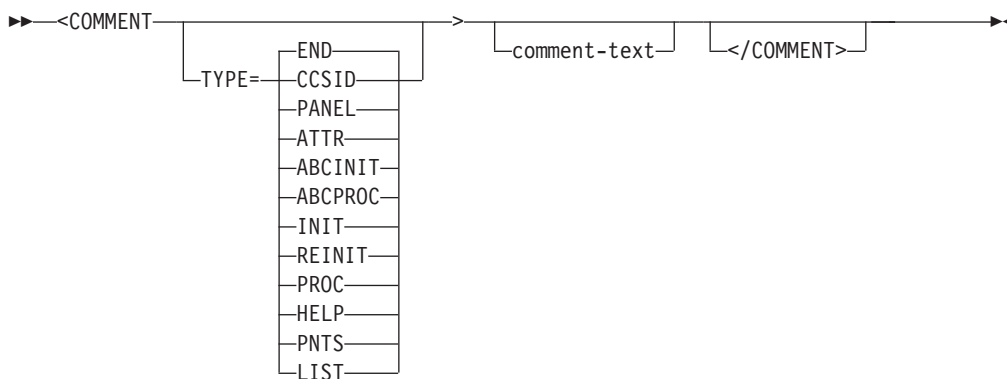 <COMMENT > comment-text </COMMENT>
TYPE= END
CCSID
PANEL
ATTR
ABCINIT
ABCPROC
INIT
REINIT
PROC
HELP
PNTS
LIST